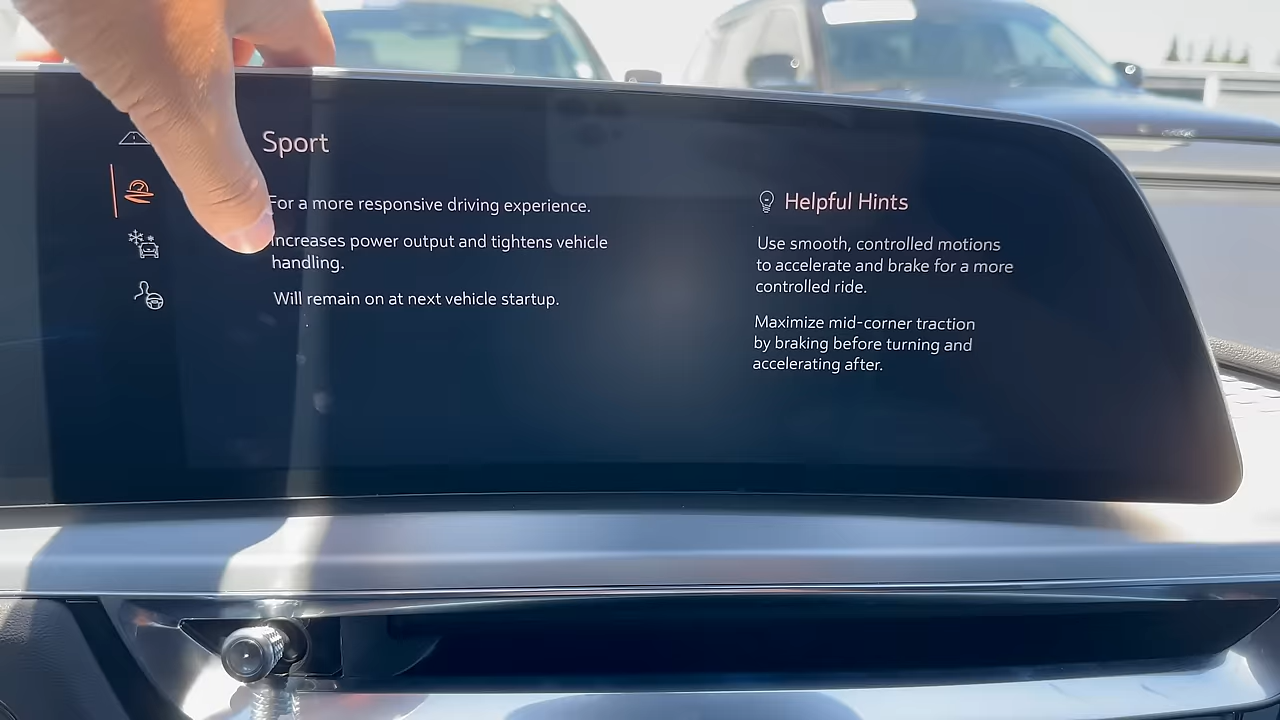 Sport
For a more responsive driving experience.
Increases power output and tightens vehicle
handling.
Will remain on at next vehicle startup.
Helpful Hints
Use smooth, controlled motions
to accelerate and brake for a more
controlled ride.
Maximize mid-corner traction
by braking before turning and
accelerating after.